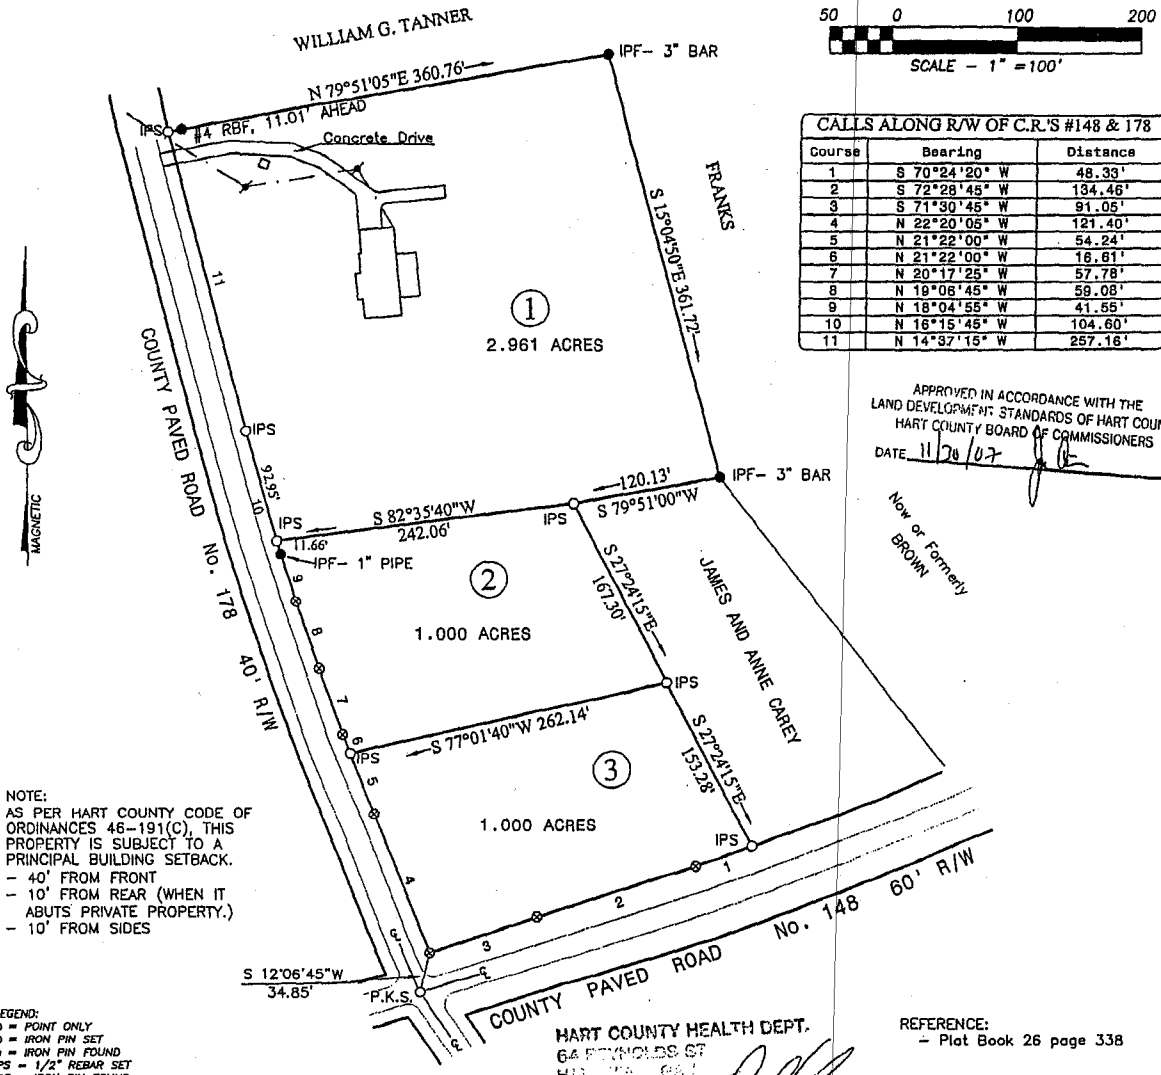 WILLIAM G. TANNER
50 0 100 200
SCALE - 1" =100'
IPF- 3" BAR
N 79°51'05"E 360.76'
IPS
#4 RBF, 11.01' AHEAD
Concrete Drive
CALLS ALONG R/W OF C.R.'S #148 & 178
Course Bearing Distance
1 S 70°24'20" W 48.33'
2 S 72°28'45" W 134.46'
3 S 71°30'45" W 91.05'
4 N 22°20'05" W 121.40'
5 N 21°22'00" W 54.24'
6 N 21°22'00" W 16.61'
7 N 20°17'25" W 57.78'
8 N 19°06'45" W 59.08'
9 N 18°04'55" W 41.55'
10 N 16°15'45" W 104.60'
11 N 14°37'15" W 257.16'
FRANKS
S 15°04'50"E 361.72'
11
1
2.961 ACRES
COUNTY PAVED ROAD No. 178 40' R/W
MAGNETIC
APPROVED IN ACCORDANCE WITH THE
LAND DEVELOPMENT STANDARDS OF HART COUN
HART COUNTY BOARD OF COMMISSIONERS
DATE 11/30/07
IPS
92.95'
10
120.13'
S 79°51'00"W
IPF- 3" BAR
S 82°35'40"W
242.06'
IPS
IPS
11.66'
IPF- 1" PIPE
Now or Formerly
BROWN
2
1.000 ACRES
S 27°24'15"E
167.30'
JAMES AND ANNE CAREY
9
8
7
6
IPS
S 77°01'40"W 262.14'
IPS
5
3
1.000 ACRES
S 27°24'15"E
153.28'
IPS
4
1
2
3
NOTE:
AS PER HART COUNTY CODE OF
ORDINANCES 46-191(C), THIS
PROPERTY IS SUBJECT TO A
PRINCIPAL BUILDING SETBACK.
- 40' FROM FRONT
- 10' FROM REAR (WHEN IT
ABUTS PRIVATE PROPERTY.)
- 10' FROM SIDES
S 12°06'45"W
34.85'
P.K.S.
COUNTY PAVED ROAD No. 148 60' R/W
EGEND:
= POINT ONLY
= IRON PIN SET
= IRON PIN FOUND
PS = 1/2" REBAR SET
HART COUNTY HEALTH DEPT.
64 REYNOLDS ST
REFERENCE:
- Plat Book 26 page 338